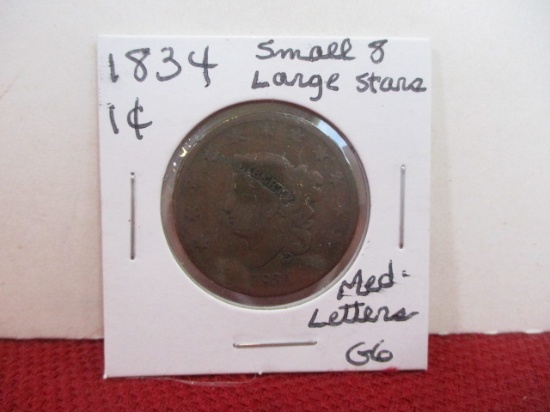 1834 Small 8
Large Stars
1¢
Med.
Letters
G6